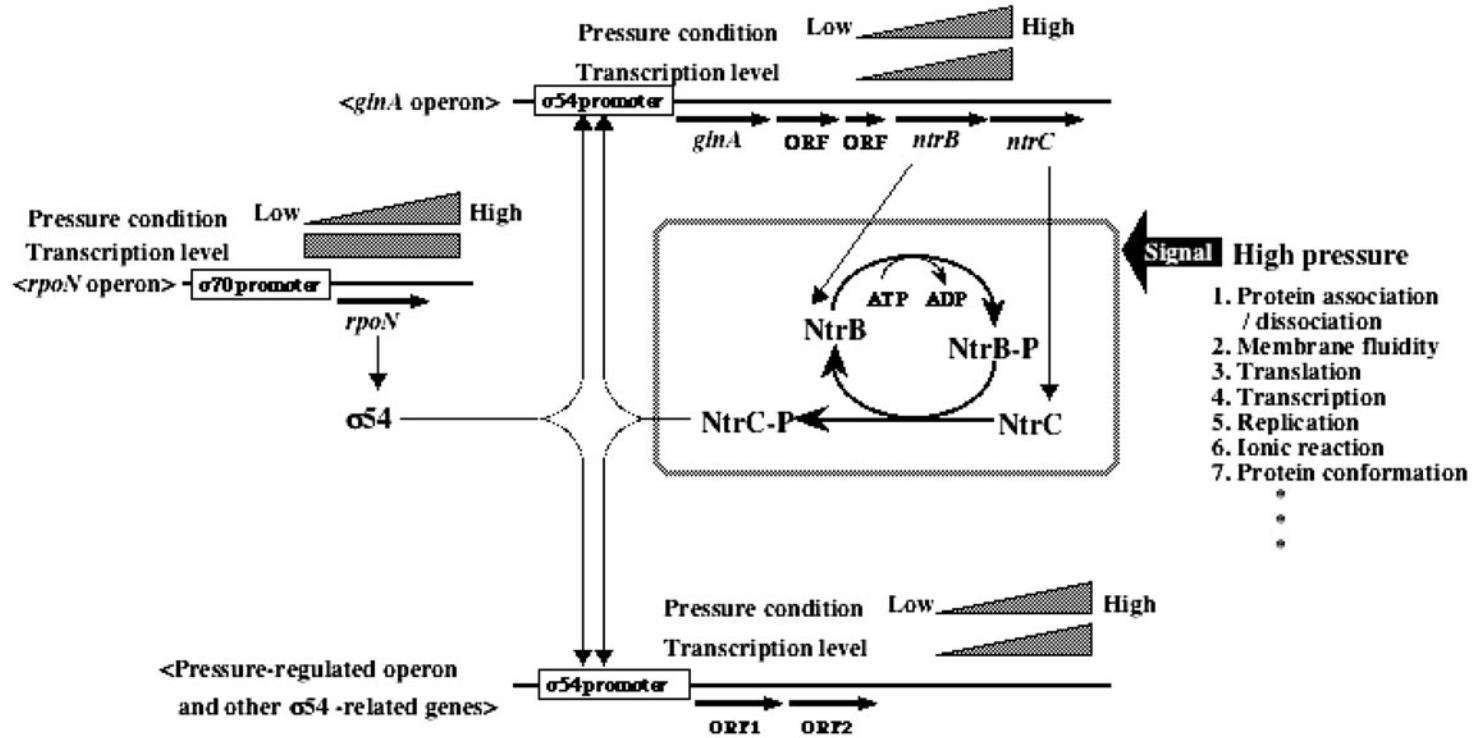 Pressure condition Low High
Transcription level
<glnA operon> σ54promoter
glnA ORF ORF ntrB ntrC
Pressure condition Low High
Transcription level
<rpoN operon> σ70promoter
rpoN
σ54
Signal High pressure
1. Protein association
/ dissociation
2. Membrane fluidity
3. Translation
4. Transcription
5. Replication
6. Ionic reaction
7. Protein conformation
ATP ADP
NtrB
NtrB-P
NtrC-P NtrC
Pressure condition Low High
Transcription level
<Pressure-regulated operon
and other σ54 -related genes>
σ54promoter
ORF1 ORF2